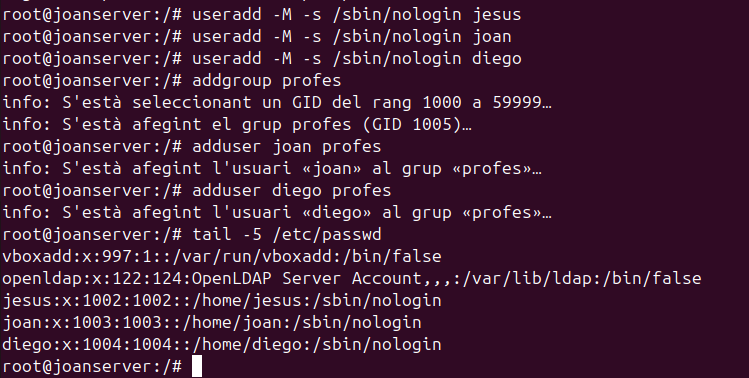 root@joanserver:/# useradd -M -s /sbin/nologin jesus
root@joanserver:/# useradd -M -s /sbin/nologin joan
root@joanserver:/# useradd -M -s /sbin/nologin diego
root@joanserver:/# addgroup profes
info: S'està seleccionant un GID del rang 1000 a 59999…
info: S'està afegint el grup profes (GID 1005)…
root@joanserver:/# adduser joan profes
info: S'està afegint l'usuari «joan» al grup «profes»…
root@joanserver:/# adduser diego profes
info: S'està afegint l'usuari «diego» al grup «profes»…
root@joanserver:/# tail -5 /etc/passwd
vboxadd:x:997:1::/var/run/vboxadd:/bin/false
openldap:x:122:124:OpenLDAP Server Account,,,:/var/lib/ldap:/bin/false
jesus:x:1002:1002::/home/jesus:/sbin/nologin
joan:x:1003:1003::/home/joan:/sbin/nologin
diego:x:1004:1004::/home/diego:/sbin/nologin
root@joanserver:/#